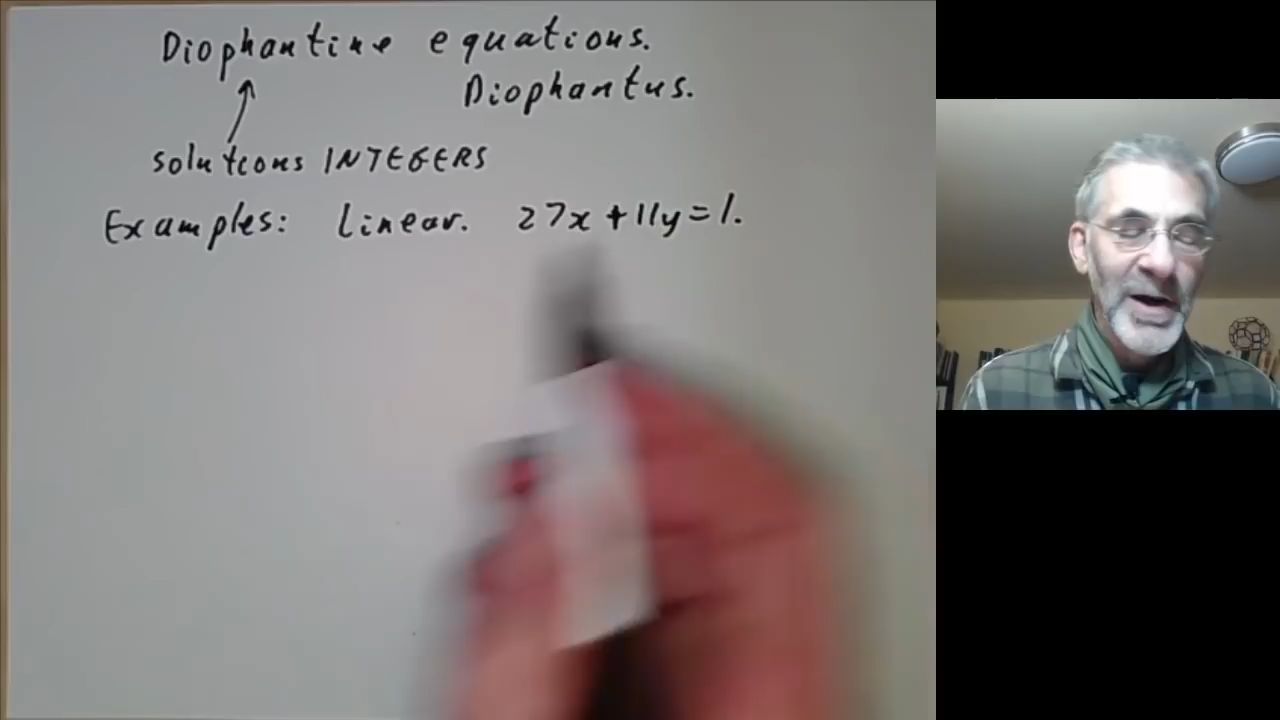 Diophantine equations.
Diophantus.
solutions INTEGERS
Examples: linear. 27x + 11y = 1.